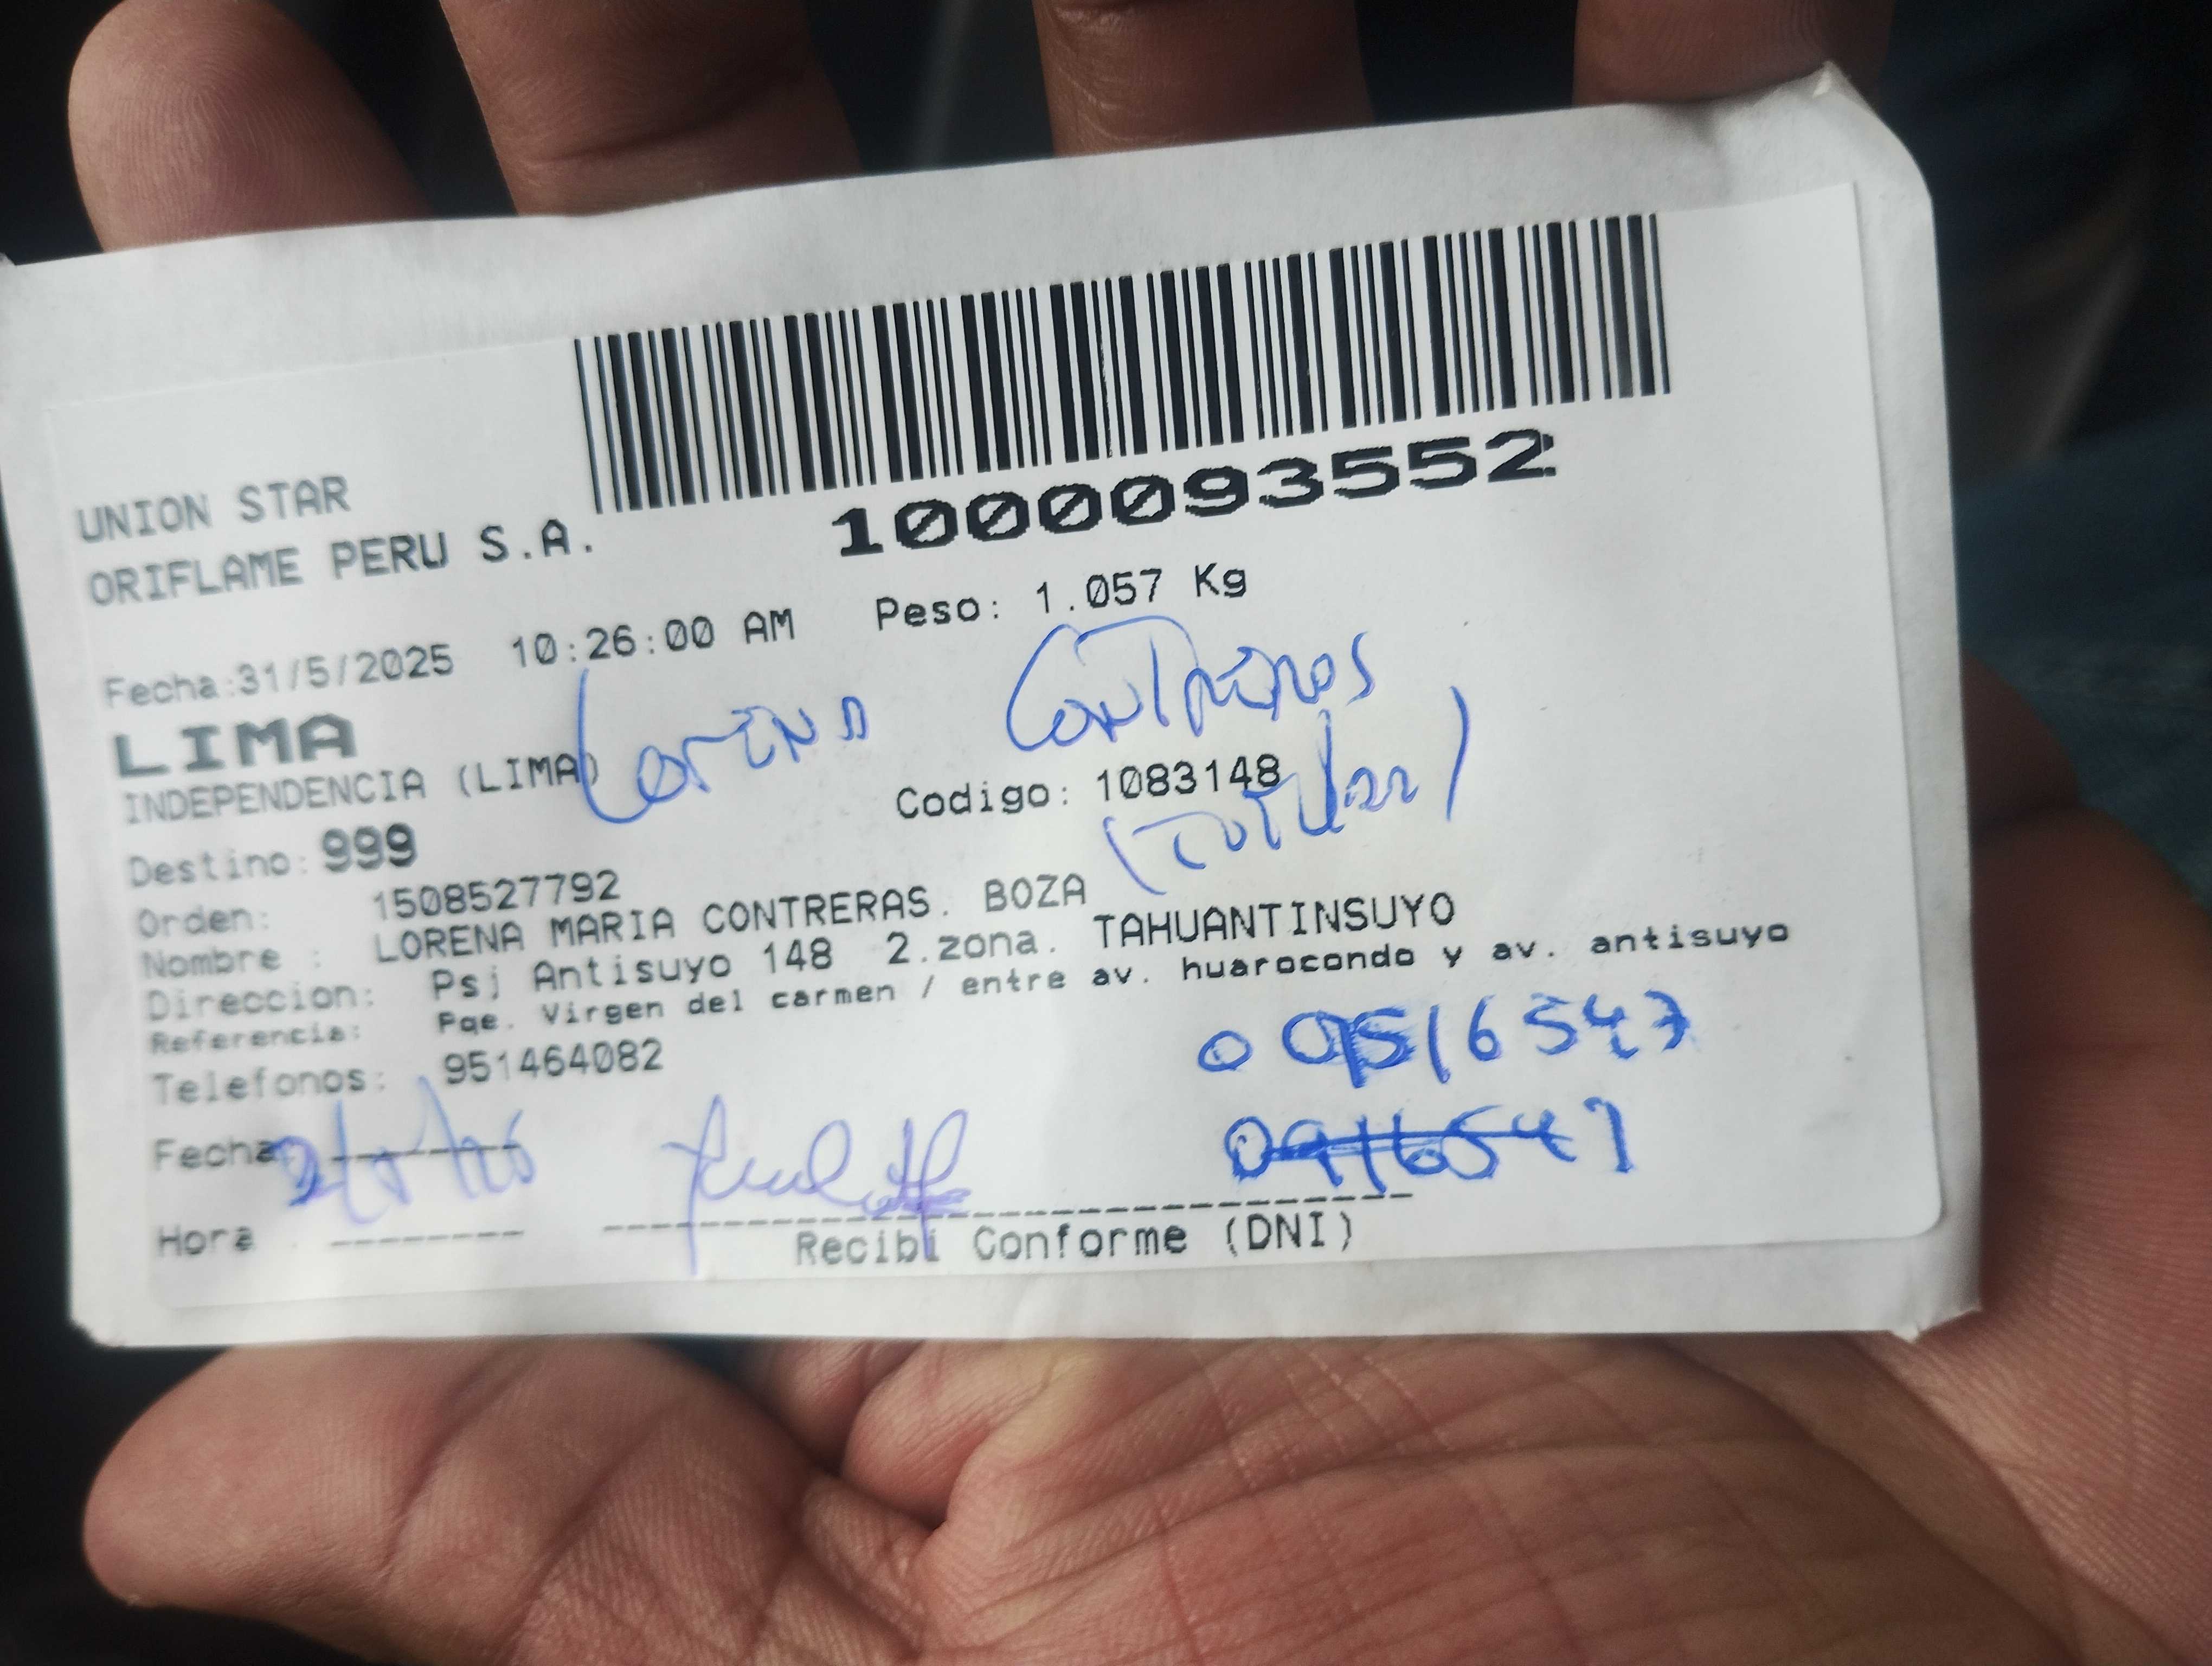 1000093552
UNION STAR
ORIFLAME PERU S.A.
Fecha:31/5/2025 10:26:00 AM Peso: 1.057 Kg
Lorena Contreras
LIMA
INDEPENDENCIA (LIMA)
Codigo: 1083148
(Titular)
Destino: 999
Orden: 1508527792
Nombre : LORENA MARIA CONTRERAS. BOZA
Direccion: Psj Antisuyo 148 2.zona. TAHUANTINSUYO
Referencia: Pqe. Virgen del carmen / entre av. huarocondo y av. antisuyo
Telefonos: 951464082
Fecha
Hora
Recibi Conforme (DNI)